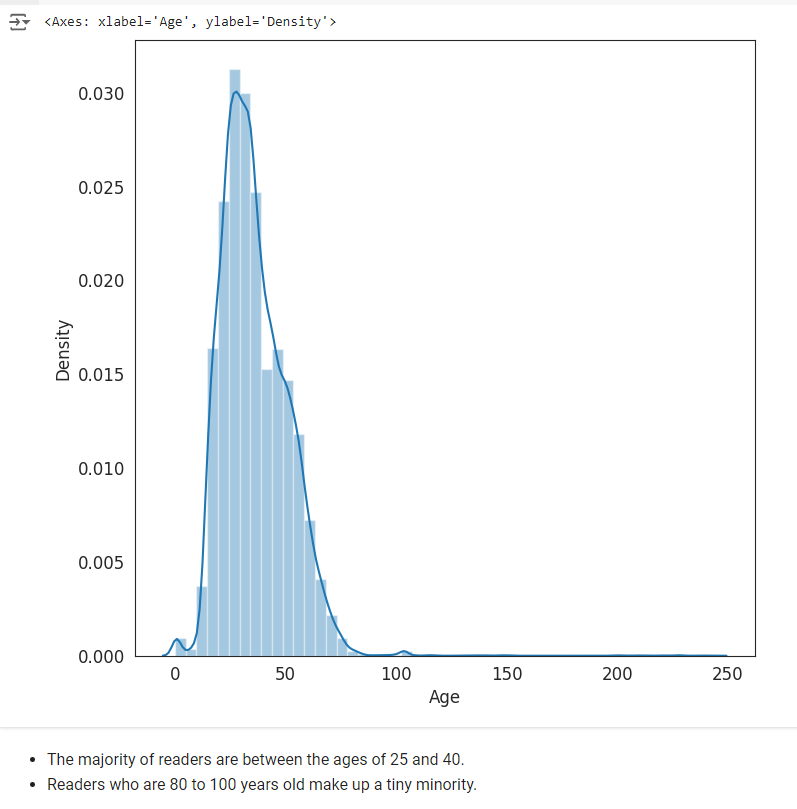 <Axes: xlabel='Age', ylabel='Density'>
0.030
0.025
0.020
0.015
0.010
0.005
0.000
Density
0 50 100 150 200 250
Age
• The majority of readers are between the ages of 25 and 40.
• Readers who are 80 to 100 years old make up a tiny minority.